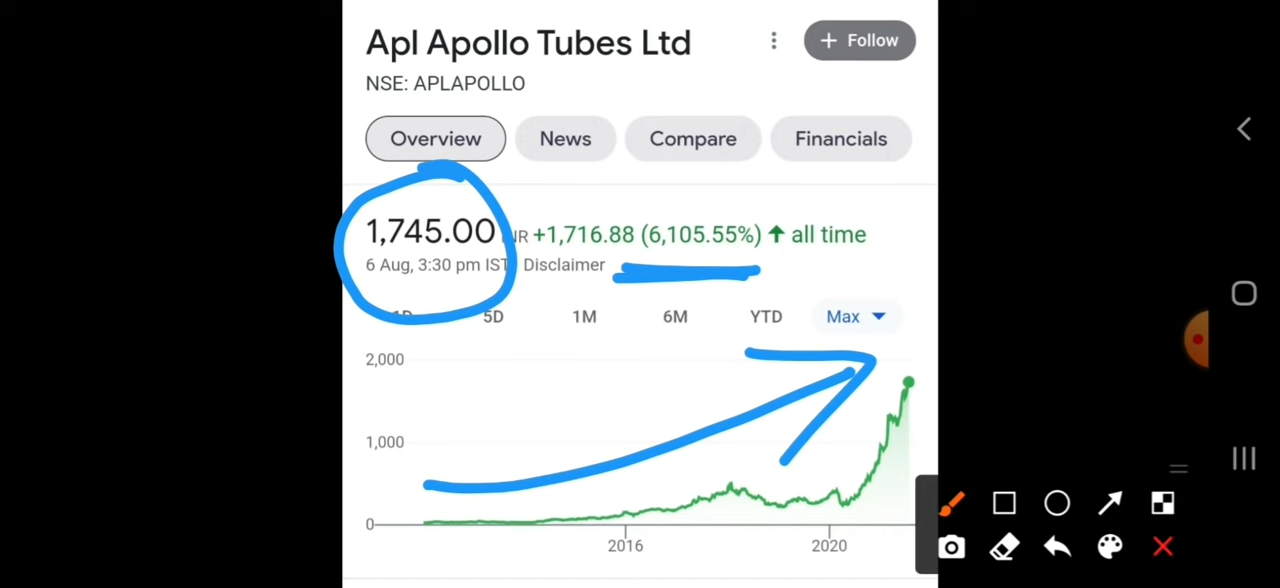 Apl Apollo Tubes Ltd
+ Follow
NSE: APLAPOLLO
Overview News Compare Financials
1,745.00 +1,716.88 (6,105.55%) ↑ all time
6 Aug, 3:30 pm IST Disclaimer
1D 5D 1M 6M YTD Max
2,000
1,000
0
2016 2020